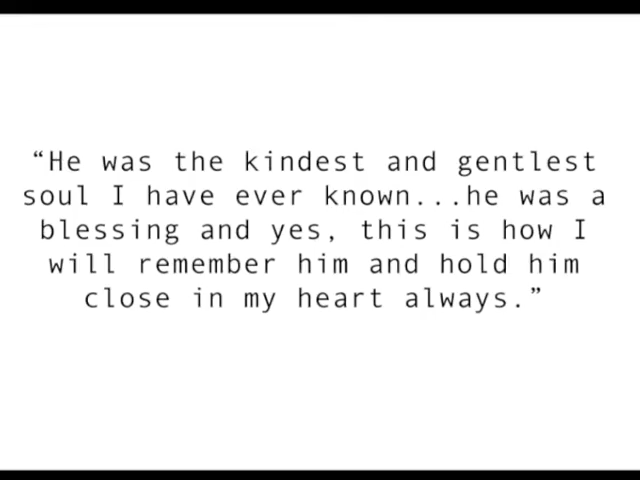 “He was the kindest and gentlest
soul I have ever known...he was a
blessing and yes, this is how I
will remember him and hold him
close in my heart always.”